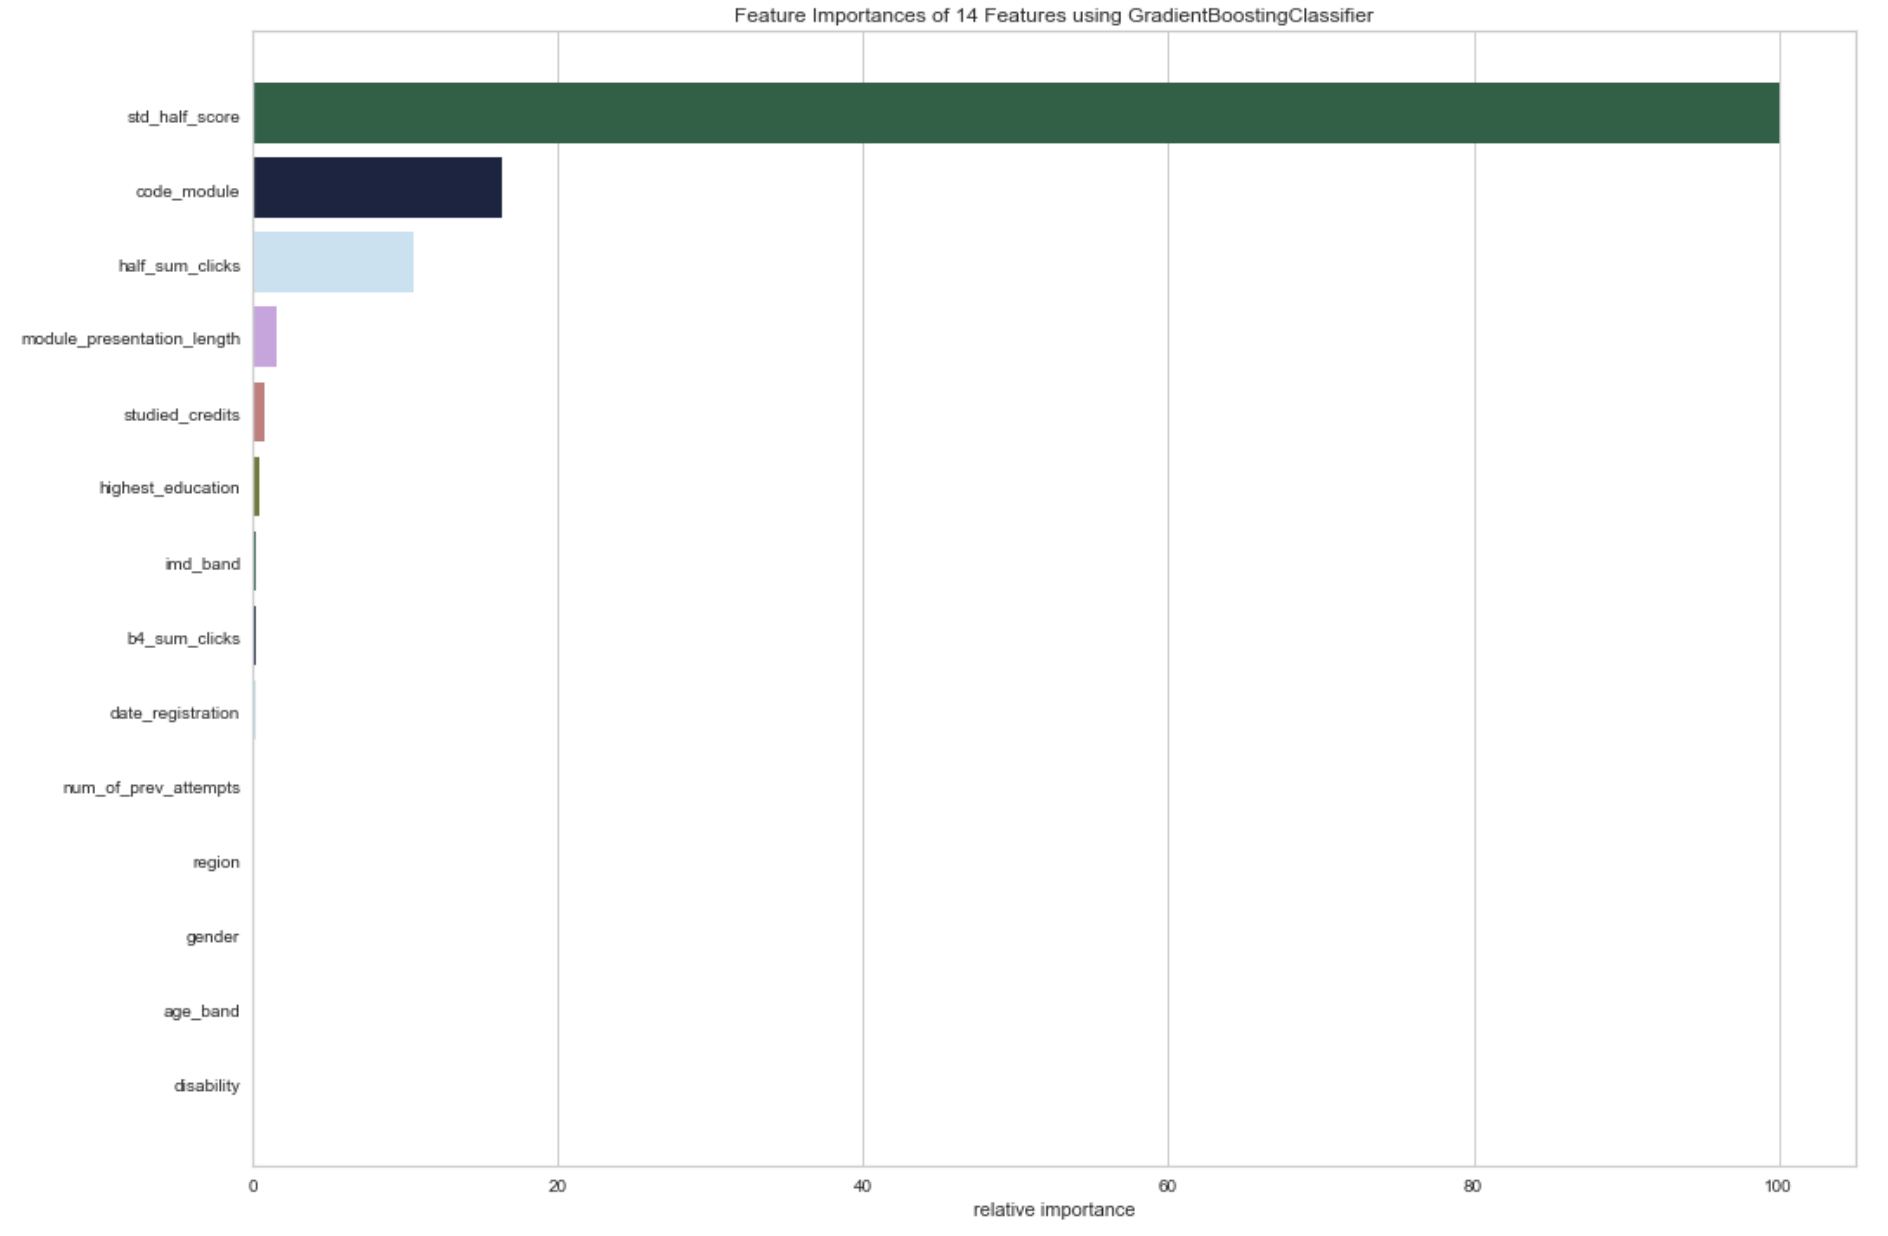 Feature Importances of 14 Features using GradientBoostingClassifier
std_half_score
code_module
half_sum_clicks
module_presentation_length
studied_credits
highest_education
imd_band
b4_sum_clicks
date_registration
num_of_prev_attempts
region
gender
age_band
disability
0 20 40 60 80 100
relative importance